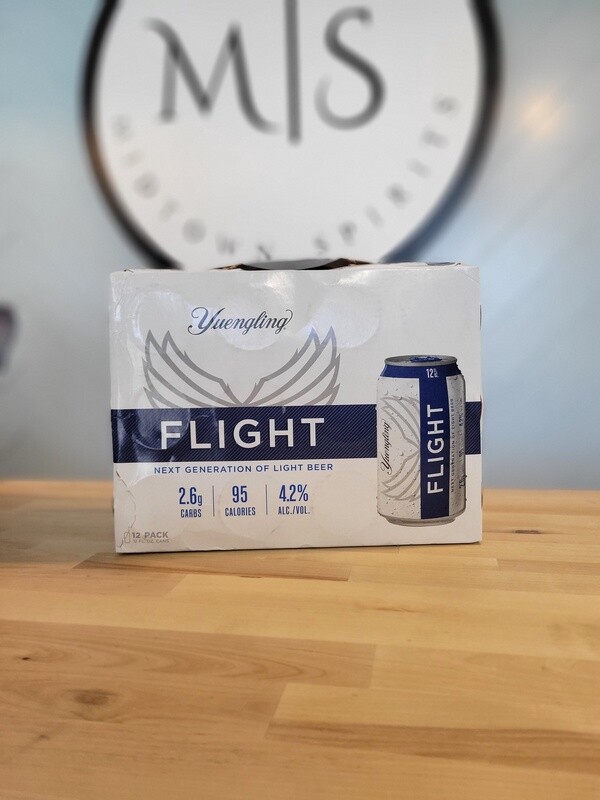 M|S
MIDTOWN SPIRITS
Yuengling
FLIGHT
NEXT GENERATION OF LIGHT BEER
2.6g
CARBS
95
CALORIES
4.2%
ALC./VOL.
12 PACK
12
Yuengling
FLIGHT